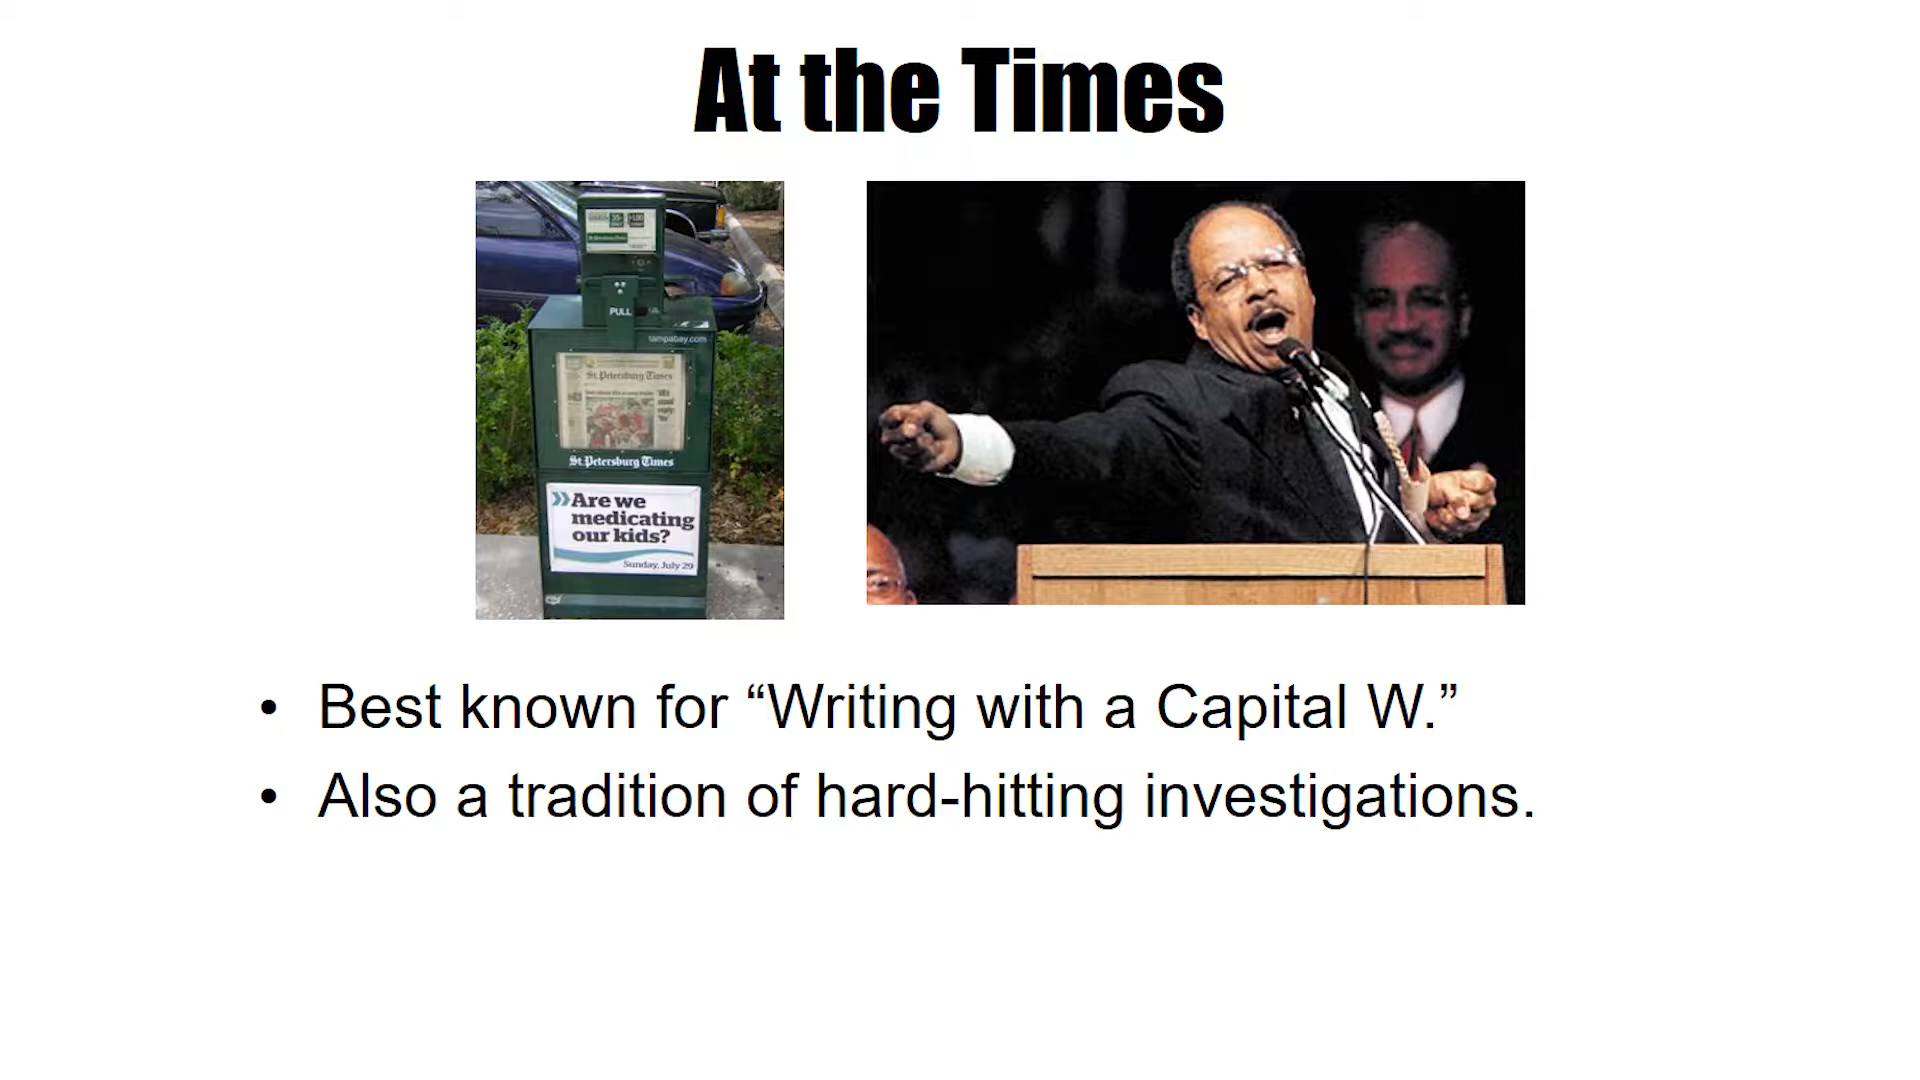 At the Times
PULL
tampabay.com
St. Petersburg Times
St. Petersburg Times
»Are we
medicating
our kids?
Sunday, July 29
• Best known for “Writing with a Capital W.”
• Also a tradition of hard-hitting investigations.